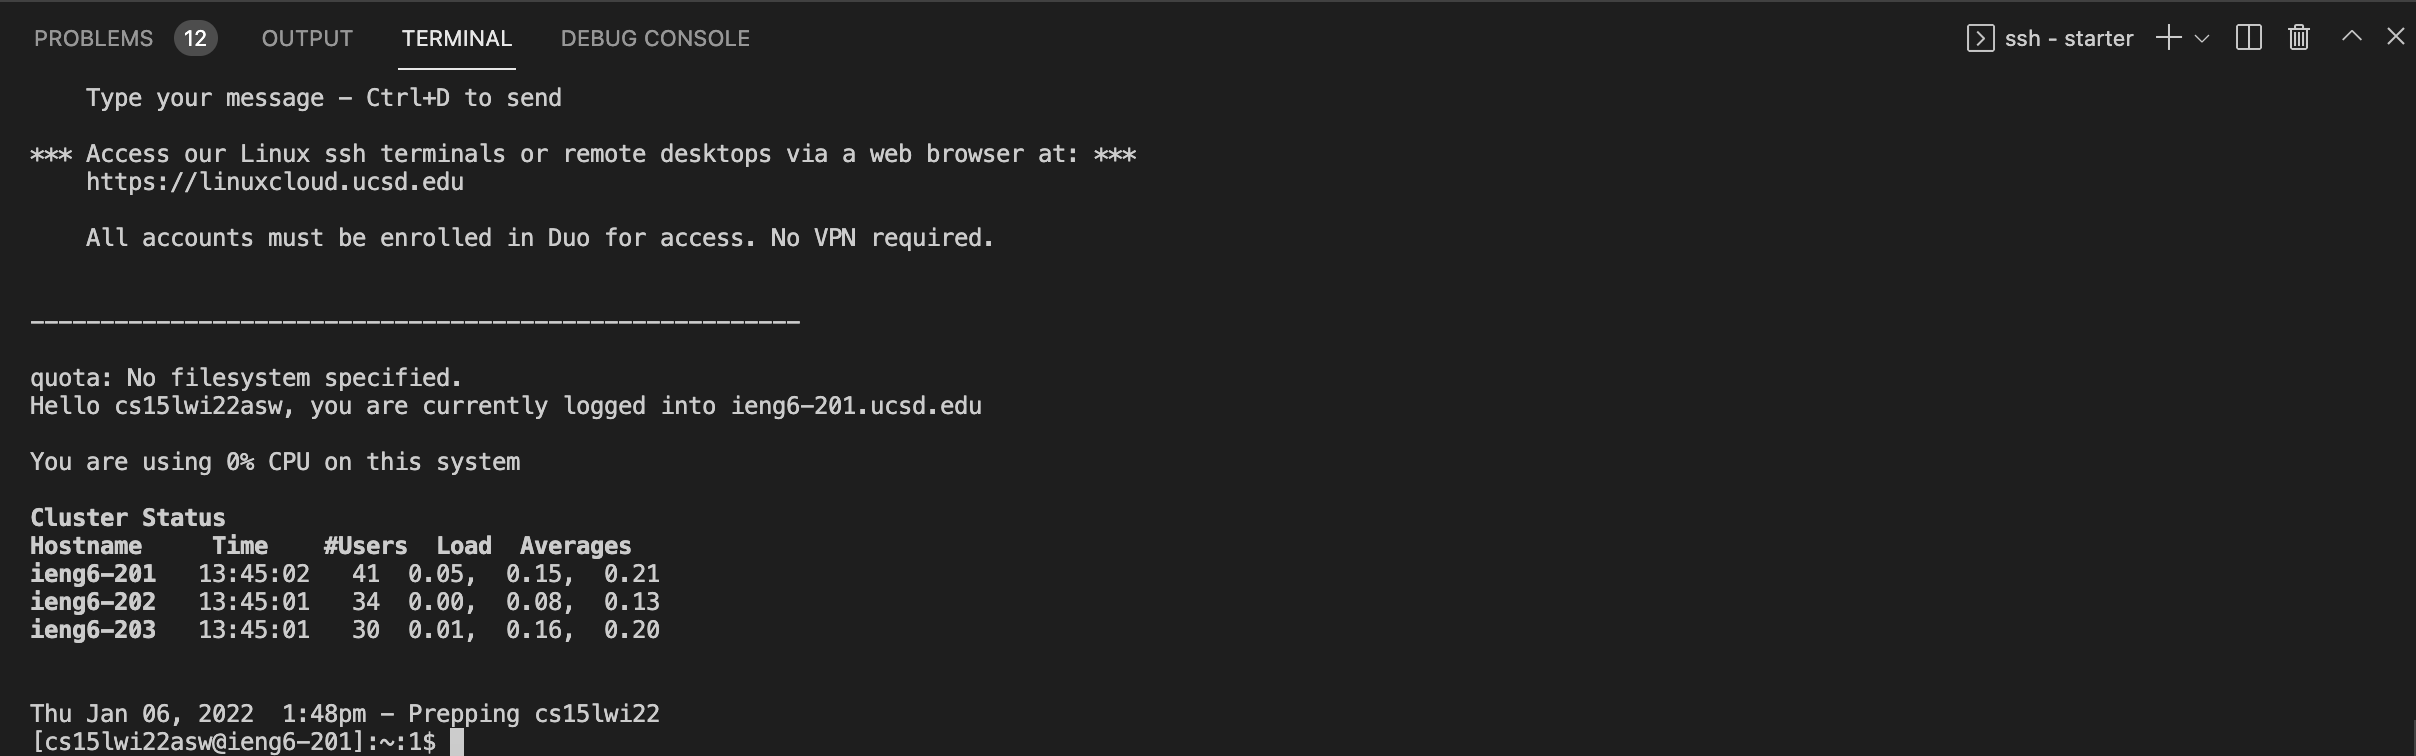 PROBLEMS 12 OUTPUT TERMINAL DEBUG CONSOLE ssh - starter
Type your message - Ctrl+D to send
*** Access our Linux ssh terminals or remote desktops via a web browser at: ***
https://linuxcloud.ucsd.edu
All accounts must be enrolled in Duo for access. No VPN required.
-------------------------------------------------------
quota: No filesystem specified.
Hello cs15lwi22asw, you are currently logged into ieng6-201.ucsd.edu
You are using 0% CPU on this system
Cluster Status
Hostname Time #Users Load Averages
ieng6-201 13:45:02 41 0.05, 0.15, 0.21
ieng6-202 13:45:01 34 0.00, 0.08, 0.13
ieng6-203 13:45:01 30 0.01, 0.16, 0.20
Thu Jan 06, 2022 1:48pm - Prepping cs15lwi22
[cs15lwi22asw@ieng6-201]:~:1$